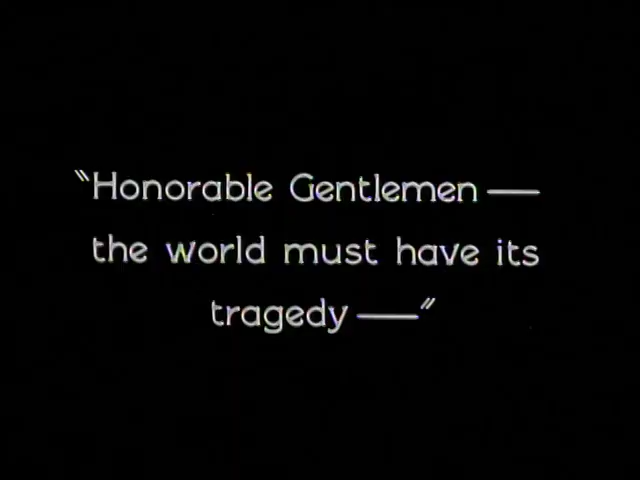 "Honorable Gentlemen —
the world must have its
tragedy —"